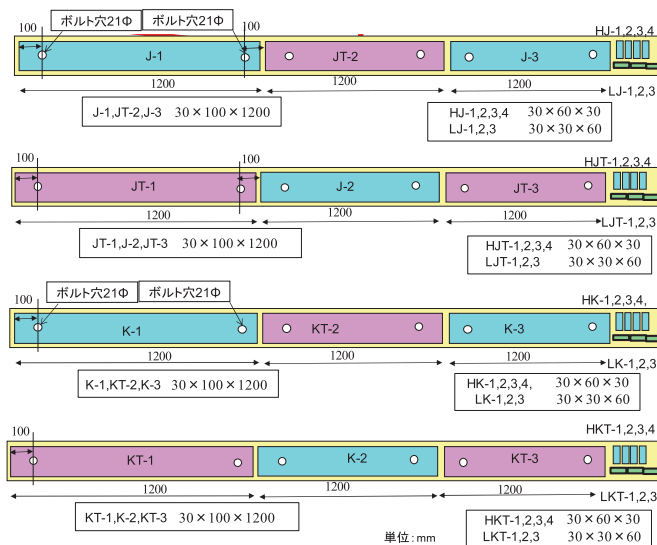 ボルト穴21Φ ボルト穴21Φ
HJ-1,2,3,4
100 100
J-1 JT-2 J-3
1200 1200 1200 LJ-1,2,3
J-1,JT-2,J-3 30×100×1200
HJ-1,2,3,4 30×60×30
LJ-1,2,3 30×30×60
100 100 HJT-1,2,3,4
JT-1 J-2 JT-3
1200 1200 1200 LJT-1,2,3
JT-1,J-2,JT-3 30×100×1200
HJT-1,2,3,4 30×60×30
LJT-1,2,3 30×30×60
ボルト穴21Φ ボルト穴21Φ
100 HK-1,2,3,4,
K-1 KT-2 K-3
1200 1200 1200 LK-1,2,3
K-1,KT-2,K-3 30×100×1200
HK-1,2,3,4, 30×60×30
LK-1,2,3 30×30×60
100 HKT-1,2,3,4
KT-1 K-2 KT-3
1200 1200 1200 LKT-1,2,3
KT-1,K-2,KT-3 30×100×1200
HKT-1,2,3,4 30×60×30
LKT-1,2,3 30×30×60
単位:mm